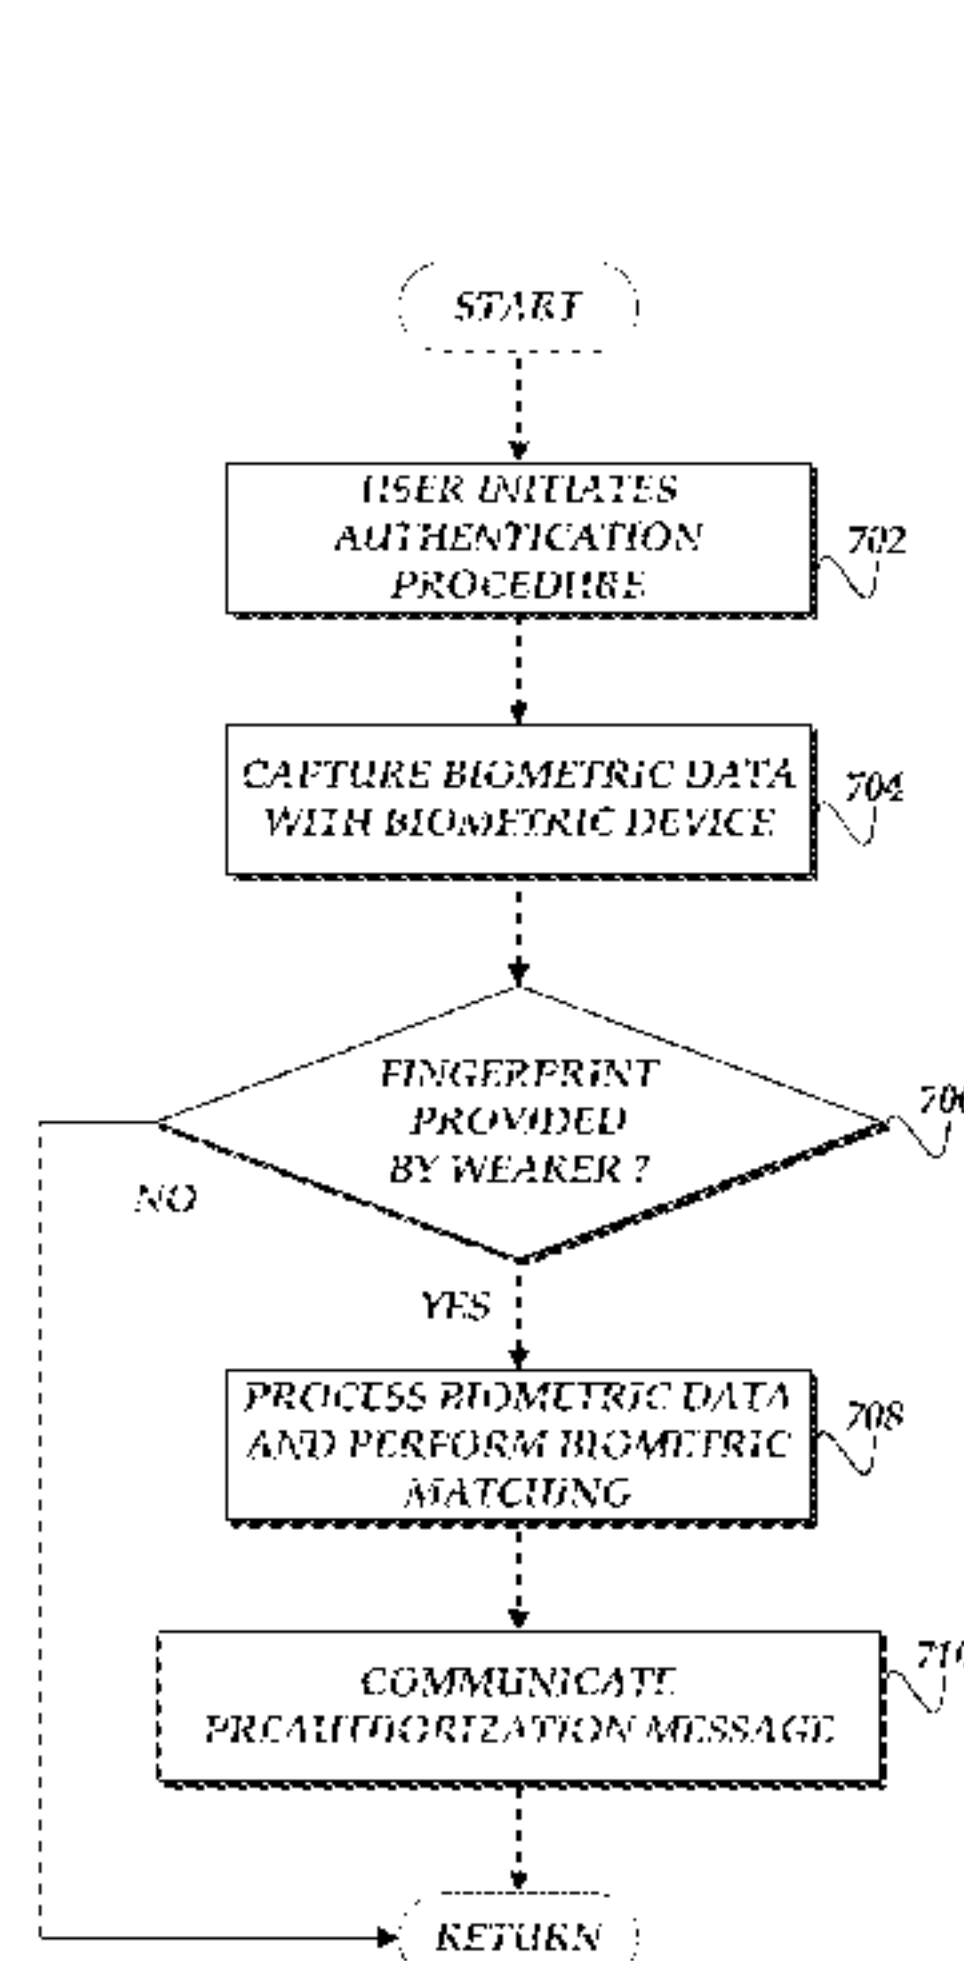 START
USER INITIATES
AUTHENTICATION
PROCEDURE
702
CAPTURE BIOMETRIC DATA
WITH BIOMETRIC DEVICE
704
FINGERPRINT
PROVIDED
BY WEARER ?
NO
YES
PROCESS BIOMETRIC DATA
AND PERFORM BIOMETRIC
MATCHING
708
COMMUNICATE
PREAUTHORIZATION MESSAGE
RETURN